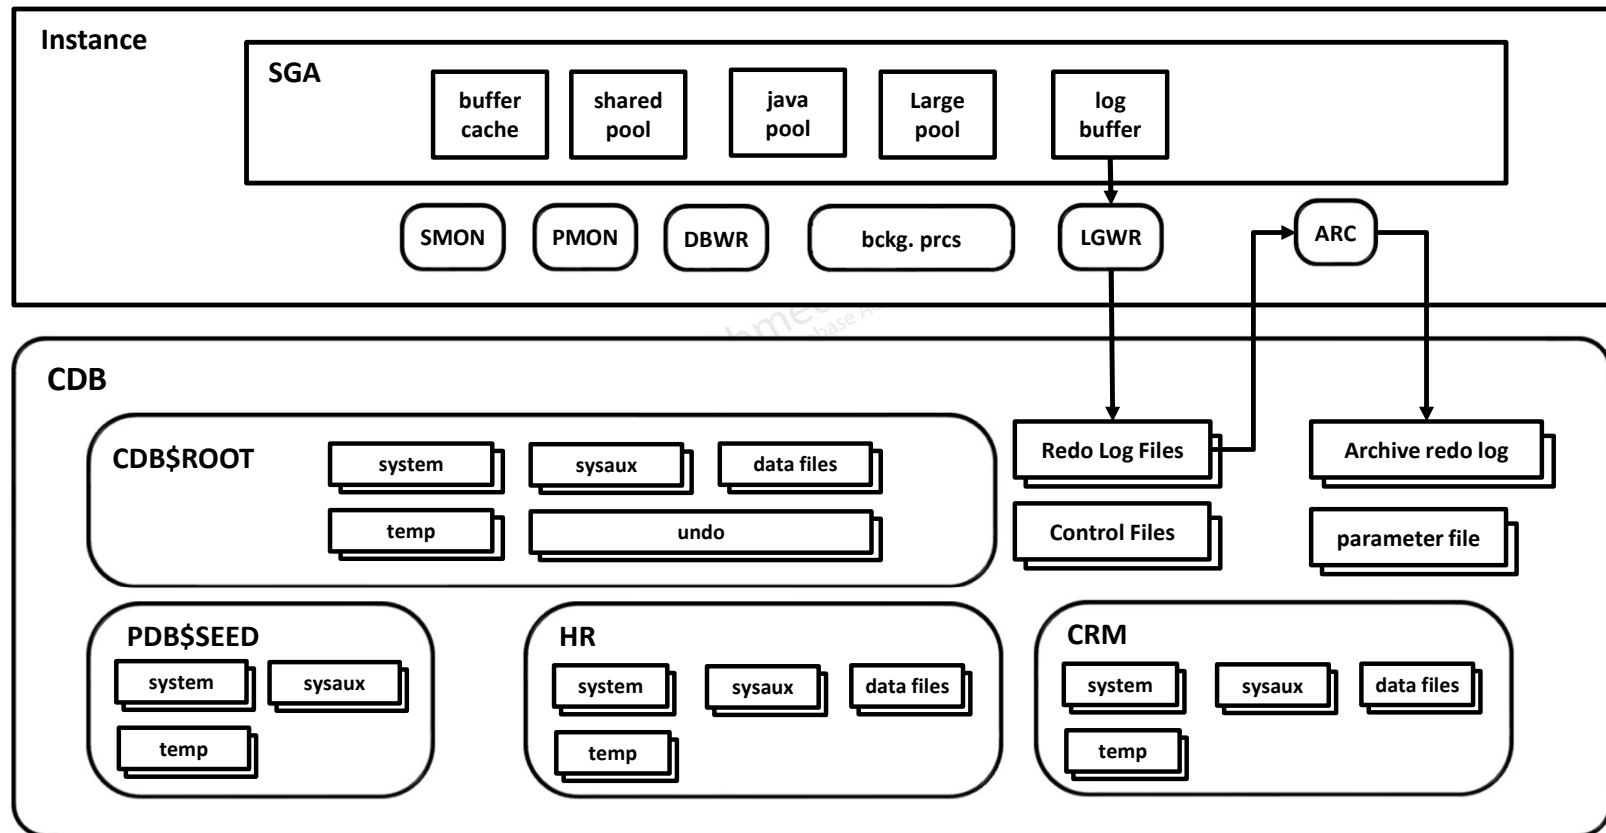 Instance
SGA
buffer
cache
shared
pool
java
pool
Large
pool
log
buffer
SMON
PMON
DBWR
bckg. prcs
LGWR
ARC
CDB
CDB$ROOT
system
sysaux
data files
temp
undo
Redo Log Files
Archive redo log
Control Files
parameter file
PDB$SEED
system
sysaux
temp
HR
system
sysaux
data files
temp
CRM
system
sysaux
data files
temp